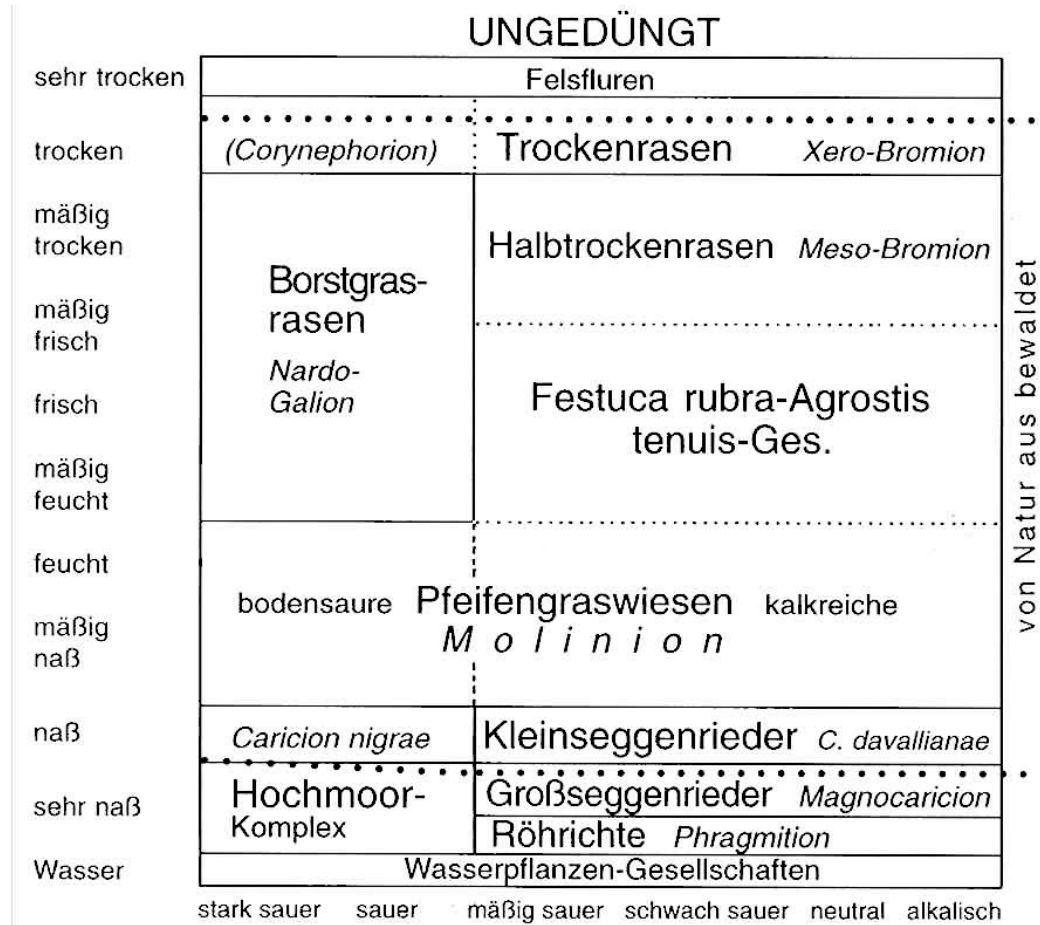 UNGEDÜNGT
sehr trocken
Felsfluren
trocken
(Corynephorion)
Trockenrasen Xero-Bromion
mäßig
trocken
Halbtrockenrasen Meso-Bromion
Borstgras-
rasen
Nardo-
Galion
mäßig
frisch
frisch
Festuca rubra-Agrostis
tenuis-Ges.
mäßig
feucht
feucht
bodensaure Pfeifengraswiesen kalkreiche
Molinion
mäßig
naß
naß
Caricion nigrae
Kleinseggenrieder C. davallianae
sehr naß
Hochmoor-
Komplex
Großseggenrieder Magnocaricion
Röhrichte Phragmition
Wasser
Wasserpflanzen-Gesellschaften
stark sauer sauer mäßig sauer schwach sauer neutral alkalisch
von Natur aus bewaldet